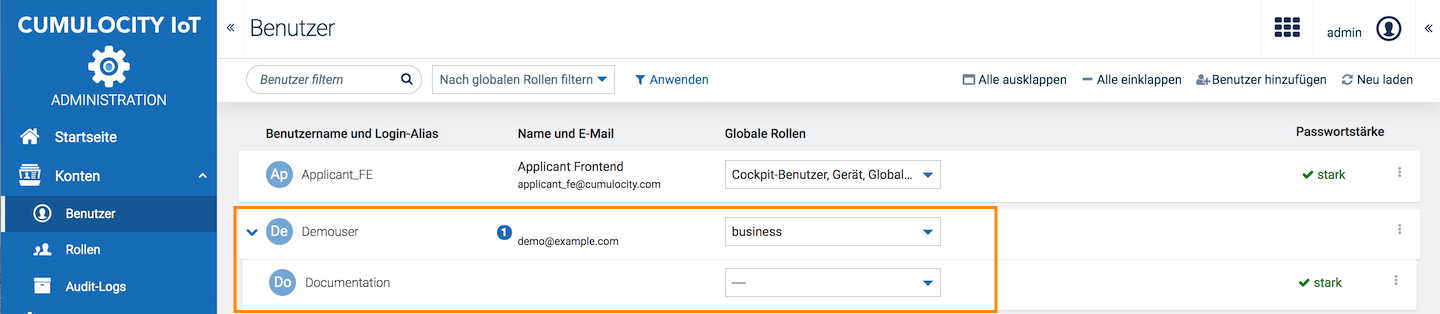 CUMULOCITY IoT
ADMINISTRATION
Startseite
Konten
Benutzer
Rollen
Audit-Logs
Benutzer
admin
Benutzer filtern
Nach globalen Rollen filtern
Anwenden
Alle ausklappen
Alle einklappen
Benutzer hinzufügen
Neu laden
Benutzername und Login-Alias Name und E-Mail Globale Rollen Passwortstärke
Ap Applicant_FE Applicant Frontend
applicant_fe@cumulocity.com
Cockpit-Benutzer, Gerät, Global... stark
De Demouser 1 demo@example.com business
Do Documentation ---- stark